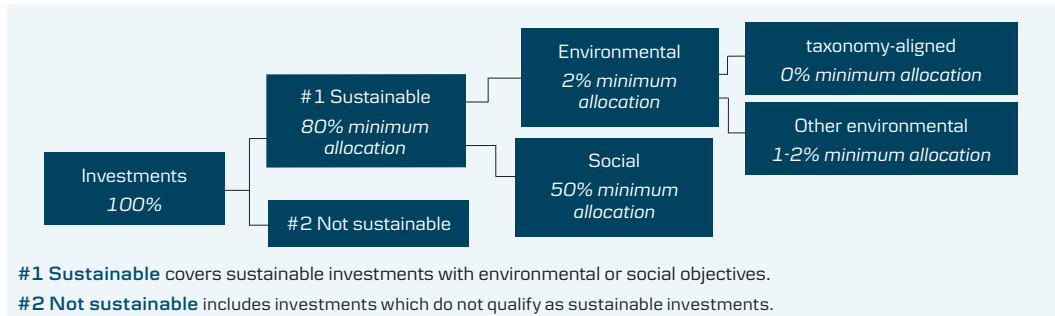 Investments
100%
#1 Sustainable
80% minimum
allocation
#2 Not sustainable
Environmental
2% minimum
allocation
Social
50% minimum
allocation
taxonomy-aligned
0% minimum allocation
Other environmental
1-2% minimum allocation
#1 Sustainable covers sustainable investments with environmental or social objectives.
#2 Not sustainable includes investments which do not qualify as sustainable investments.